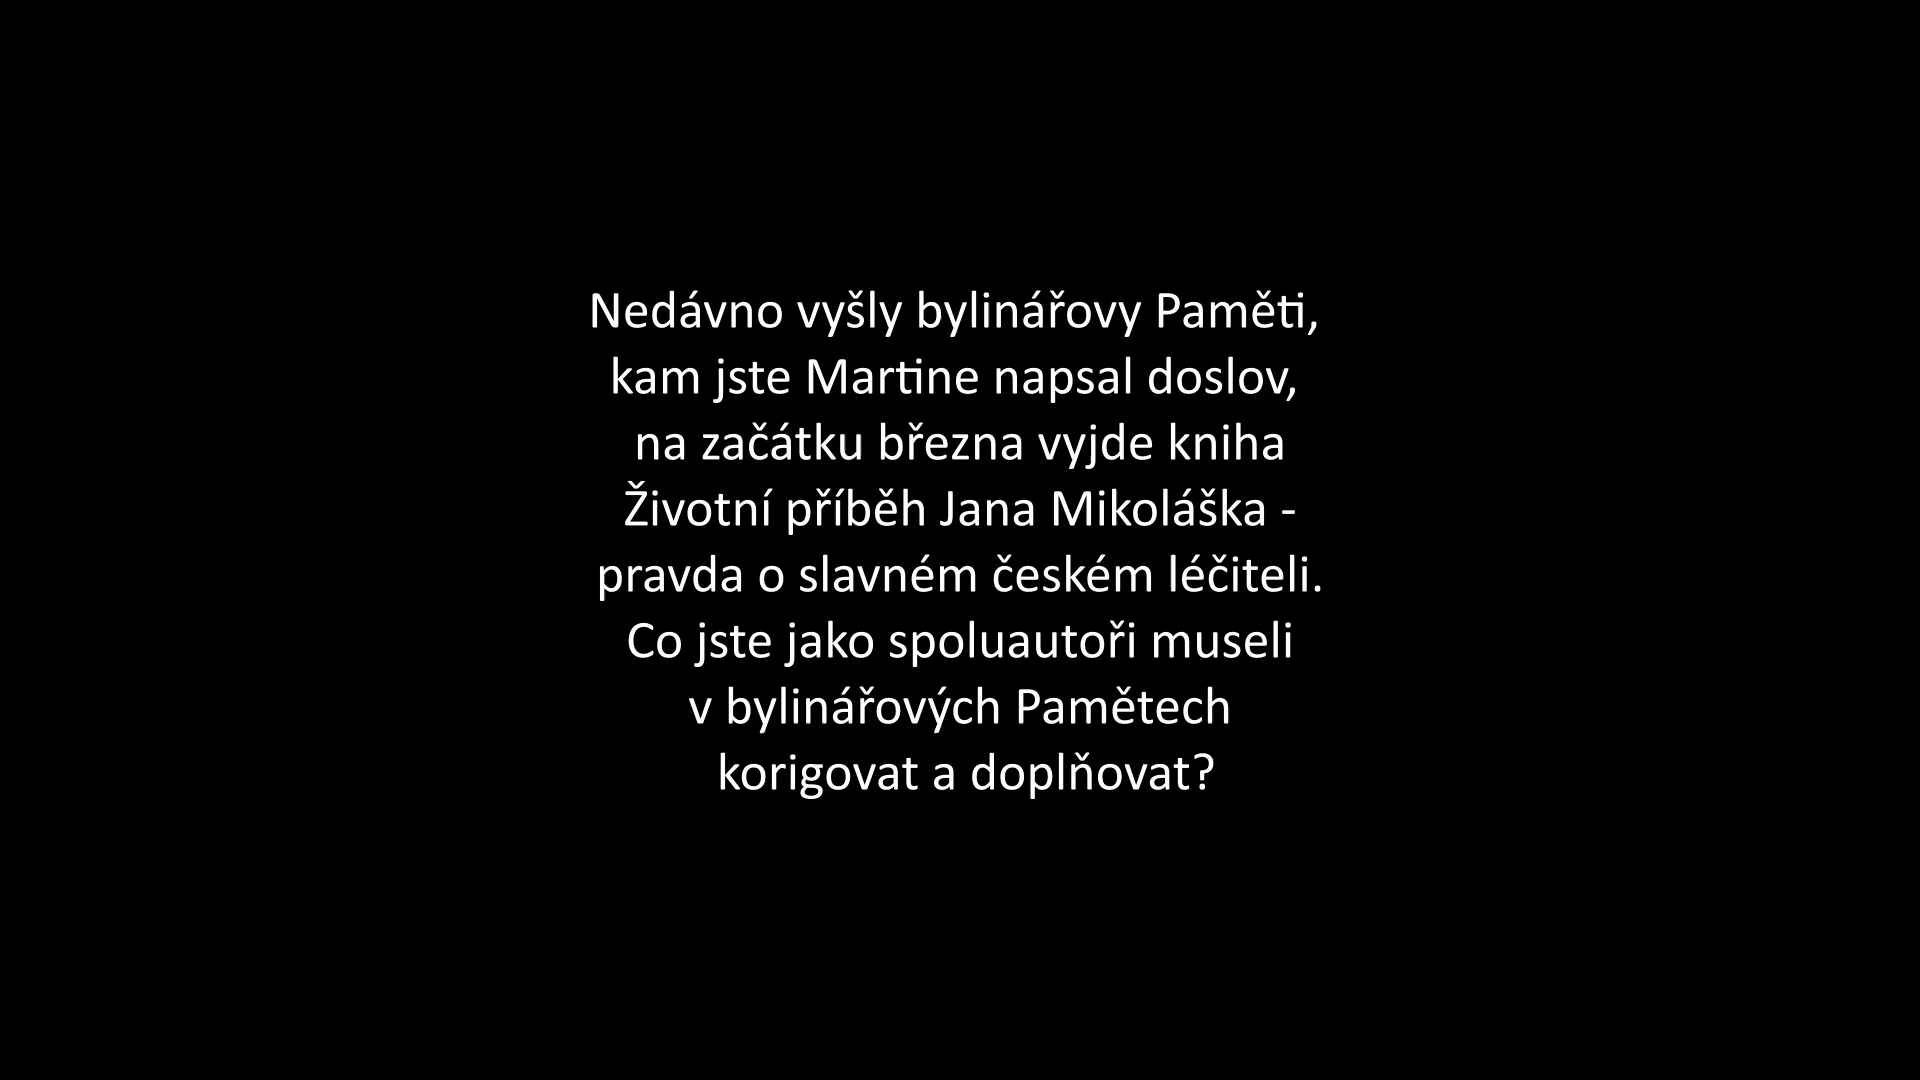 Nedávno vyšly bylinářovy Paměti,
kam jste Martine napsal doslov,
na začátku března vyjde kniha
Životní příběh Jana Mikoláška -
pravda o slavném českém léčiteli.
Co jste jako spoluautoři museli
v bylinářových Pamětech
korigovat a doplňovat?